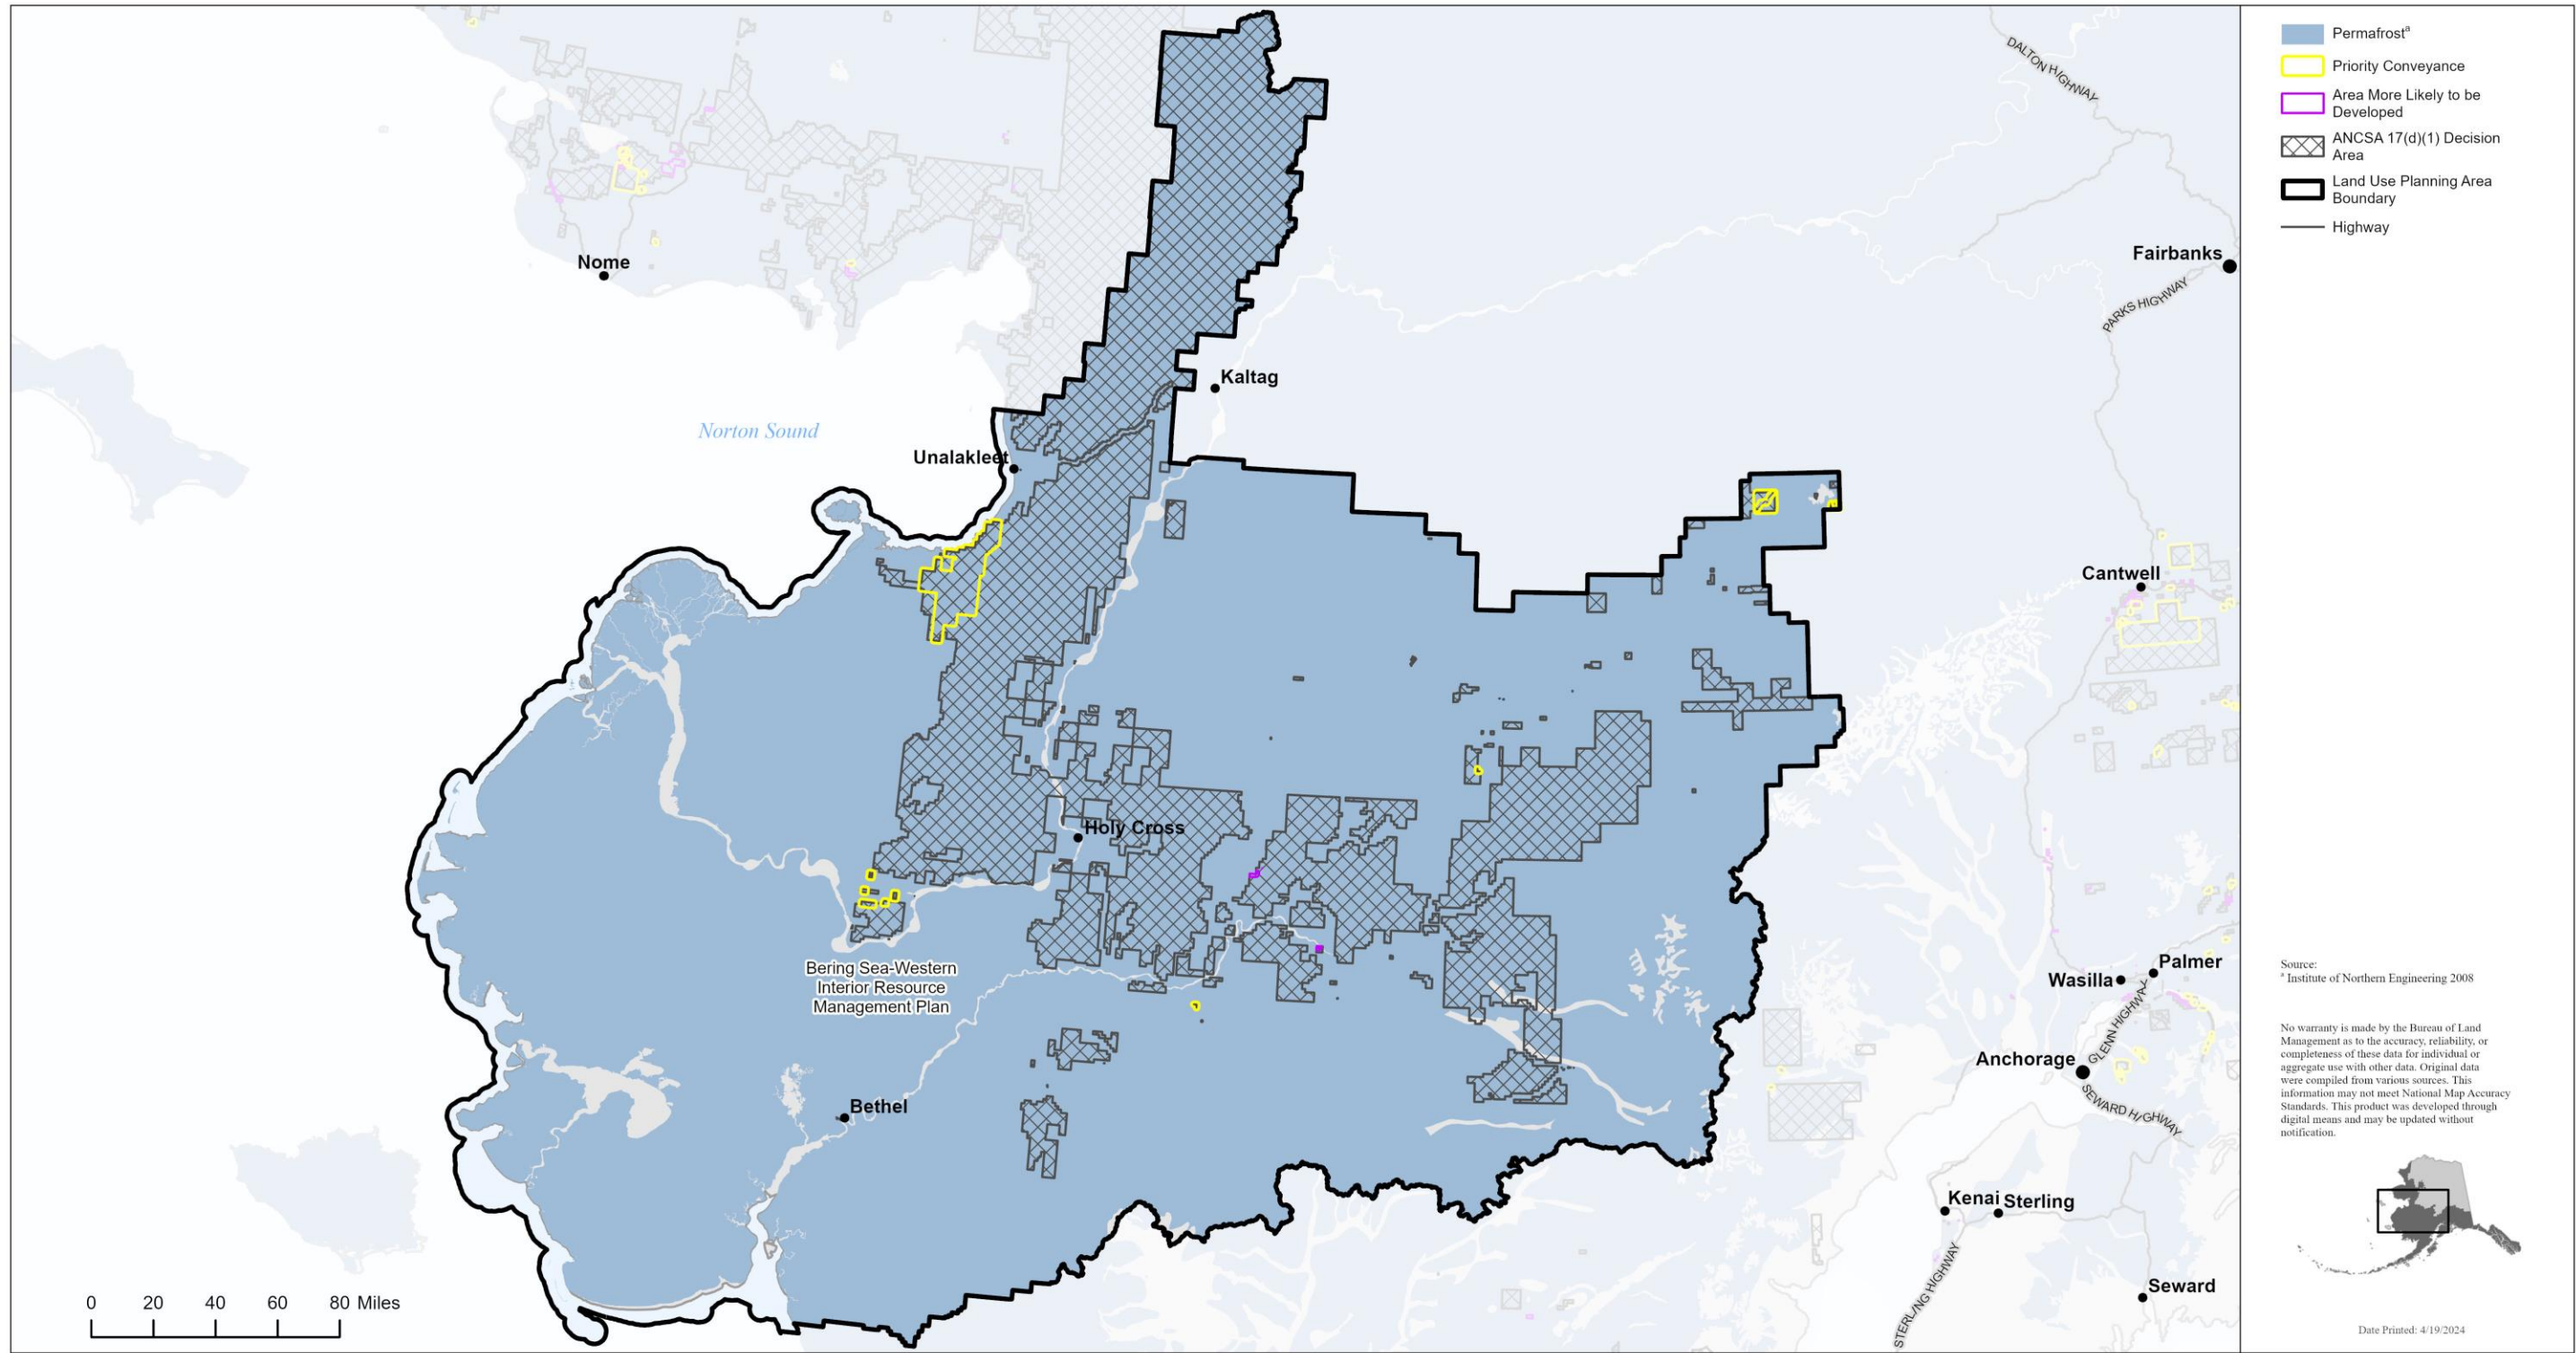 DALTON HIGHWAY
Fairbanks
PARKS HIGHWAY
Nome
Kaltag
Norton Sound
Unalakleet
Cantwell
Holy Cross
Bering Sea-Western
Interior Resource
Management Plan
Palmer
Wasilla
GLENN HIGHWAY
Anchorage
SEWARD HIGHWAY
Bethel
Kenai
Sterling
STERLING HIGHWAY
Seward
0 20 40 60 80 Miles
Permafrostᵃ
Priority Conveyance
Area More Likely to be
Developed
ANCSA 17(d)(1) Decision
Area
Land Use Planning Area
Boundary
Highway
Source:
ᵃ Institute of Northern Engineering 2008
No warranty is made by the Bureau of Land
Management as to the accuracy, reliability, or
completeness of these data for individual or
aggregate use with other data. Original data
were compiled from various sources. This
information may not meet National Map Accuracy
Standards. This product was developed through
digital means and may be updated without
notification.
Date Printed: 4/19/2024